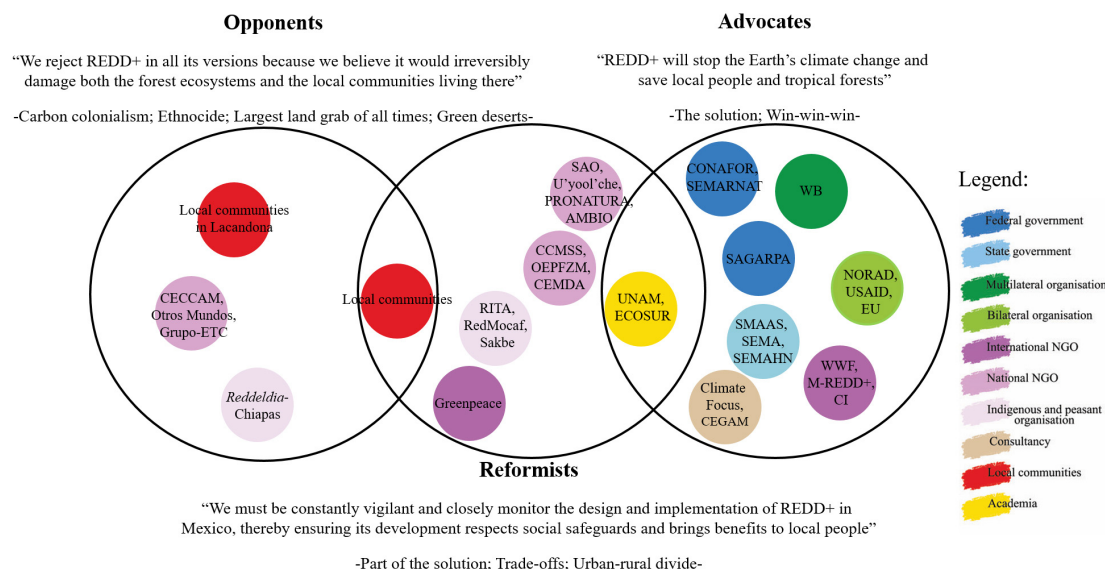 Opponents
“We reject REDD+ in all its versions because we believe it would irreversibly
damage both the forest ecosystems and the local communities living there”
-Carbon colonialism; Ethnocide; Largest land grab of all times; Green deserts-
Advocates
“REDD+ will stop the Earth’s climate change and
save local people and tropical forests”
-The solution; Win-win-win-
Local communities
in Lacandona
CECCAM,
Otros Mundos,
Grupo-ETC
Reddeldia-
Chiapas
Local communities
SAO,
U’yool’che,
PRONATURA,
AMBIO
CCMSS,
OEPFZM,
CEMDA
RITA,
RedMocaf,
Sakbe
Greenpeace
UNAM,
ECOSUR
CONAFOR,
SEMARNAT
WB
SAGARPA
NORAD,
USAID,
EU
SMAAS,
SEMA,
SEMAHN
WWF,
M-REDD+,
CI
Climate
Focus,
CEGAM
Legend:
Federal government
State government
Multilateral organisation
Bilateral organisation
International NGO
National NGO
Indigenous and peasant
organisation
Consultancy
Local communities
Academia
Reformists
“We must be constantly vigilant and closely monitor the design and implementation of REDD+ in
Mexico, thereby ensuring its development respects social safeguards and brings benefits to local people”
-Part of the solution; Trade-offs; Urban-rural divide-